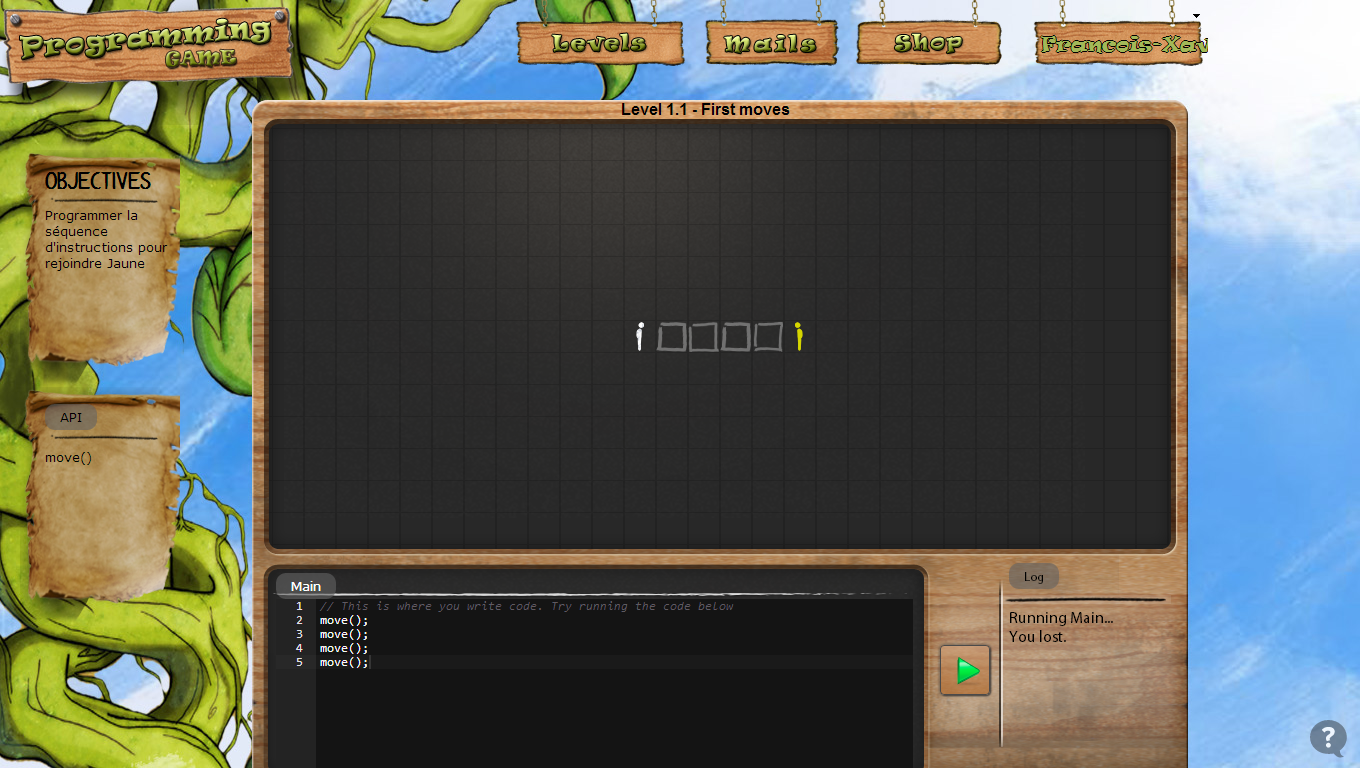 Programming
GAME
Levels
Mails
Shop
Francois-Xav
Level 1.1 - First moves
OBJECTIVES
Programmer la
séquence
d'instructions pour
rejoindre Jaune
API
move()
Main
1 // This is where you write code. Try running the code below
2 move();
3 move();
4 move();
5 move();
Log
Running Main...
You lost.
?